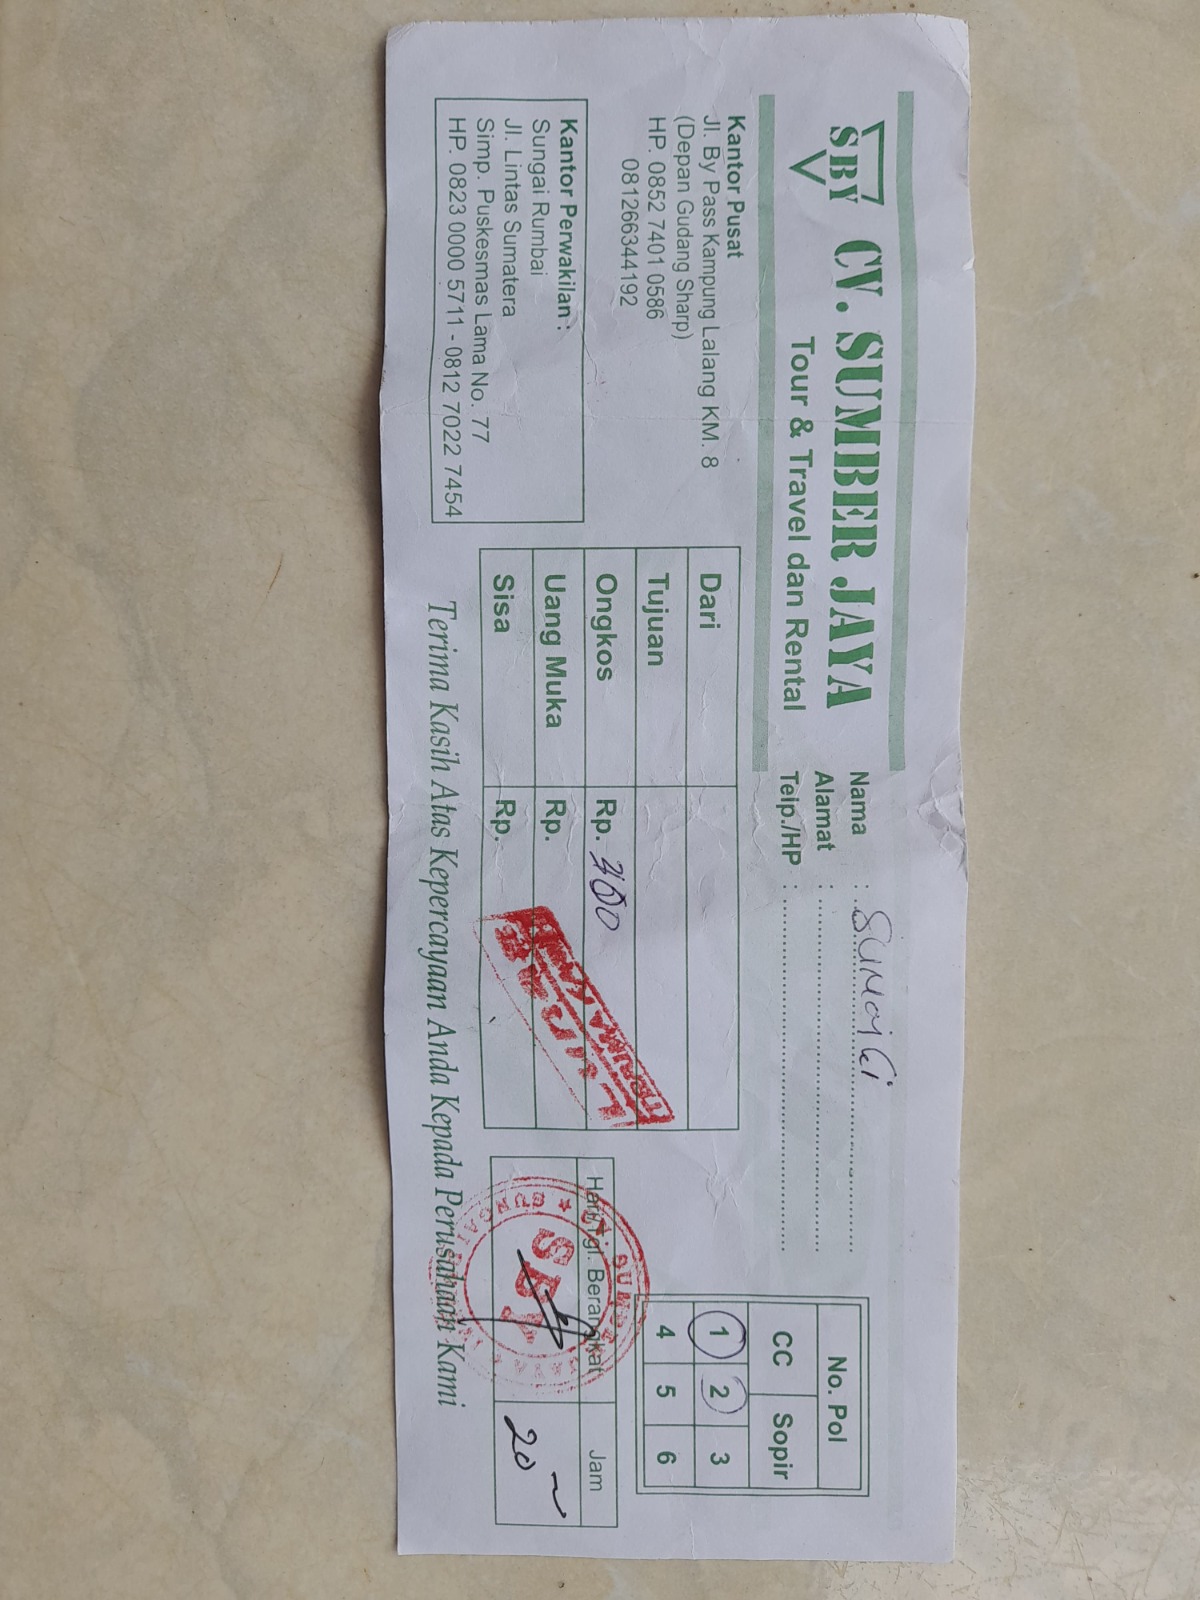 SBY CV. SUMBER JAYA
Tour & Travel dan Rental
Kantor Pusat
Jl. By Pass Kampung Lalang KM. 8
(Depan Gudang Sharp)
HP. 0852 7401 0586
081266344192
Kantor Perwakilan :
Sungai Rumbai
Jl. Lintas Sumatera
Simp. Puskesmas Lama No. 77
HP. 0823 0000 5711 - 0812 7022 7454
Nama :
Alamat :
Telp./HP :
Dari
Tujuan
Ongkos Rp.
Uang Muka Rp.
Sisa Rp.
No. Pol
CC Sopir
1 2 3
4 5 6
Hari/Tgl. Berangkat Jam
20
SBY
Terima Kasih Atas Kepercayaan Anda Kepada Perusahaan Kami